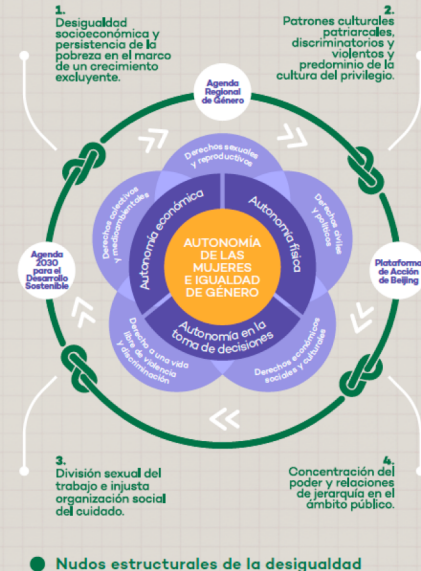 1.
Desigualdad
socioeconómica y
persistencia de la
pobreza en el marco
de un crecimiento
excluyente.
2.
Patrones culturales
patriarcales,
discriminatorios y
violentos y
predominio de la
cultura del privilegio.
Agenda
Regional
de Género
Derechos sexuales
y reproductivos
Derechos colectivos
y medioambientales
Derechos civiles
y políticos
Autonomía económica
Autonomía física
AUTONOMÍA
DE LAS
MUJERES
E IGUALDAD
DE GÉNERO
Agenda
2030
para el
Desarrollo
Sostenible
Plataforma
de Acción
de Beijing
Autonomía en la
toma de decisiones
Derecho a una vida
libre de violencia
y discriminación
Derechos económicos
sociales y culturales
3.
División sexual del
trabajo e injusta
organización social
del cuidado.
4.
Concentración del
poder y relaciones
de jerarquía en el
ámbito público.
Nudos estructurales de la desigualdad